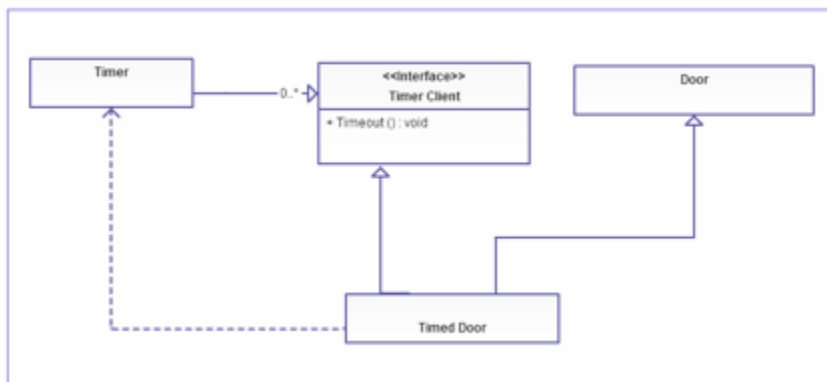 Timer
0..*
<<Interface>>
Timer Client
+ Timeout () : void
Door
Timed Door